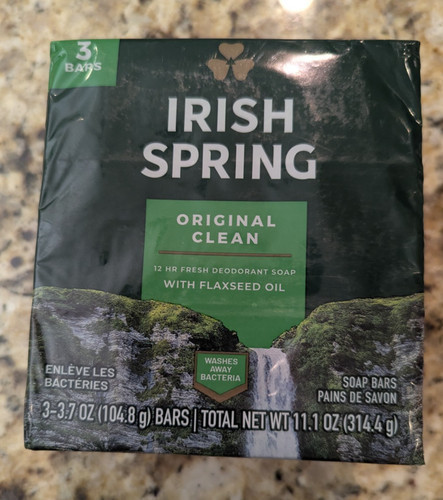 3
BARS
IRISH
SPRING
ORIGINAL
CLEAN
12 HR FRESH DEODORANT SOAP
WITH FLAXSEED OIL
WASHES
AWAY
BACTERIA
ENLÈVE LES
BACTÉRIES
SOAP BARS
PAINS DE SAVON
3-3.7 OZ (104.8 g) BARS | TOTAL NET WT 11.1 OZ (314.4 g)